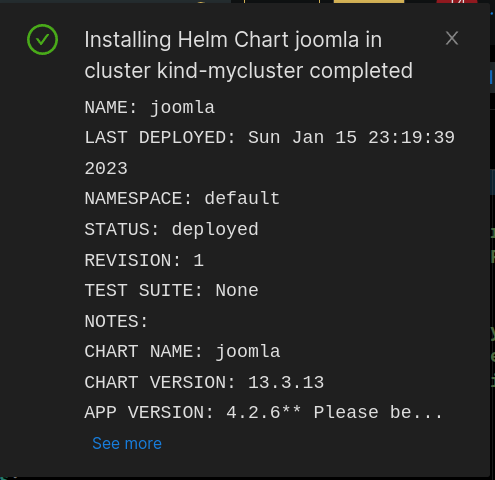 Installing Helm Chart joomla in
cluster kind-mycluster completed
NAME: joomla
LAST DEPLOYED: Sun Jan 15 23:19:39
2023
NAMESPACE: default
STATUS: deployed
REVISION: 1
TEST SUITE: None
NOTES:
CHART NAME: joomla
CHART VERSION: 13.3.13
APP VERSION: 4.2.6** Please be...
See more